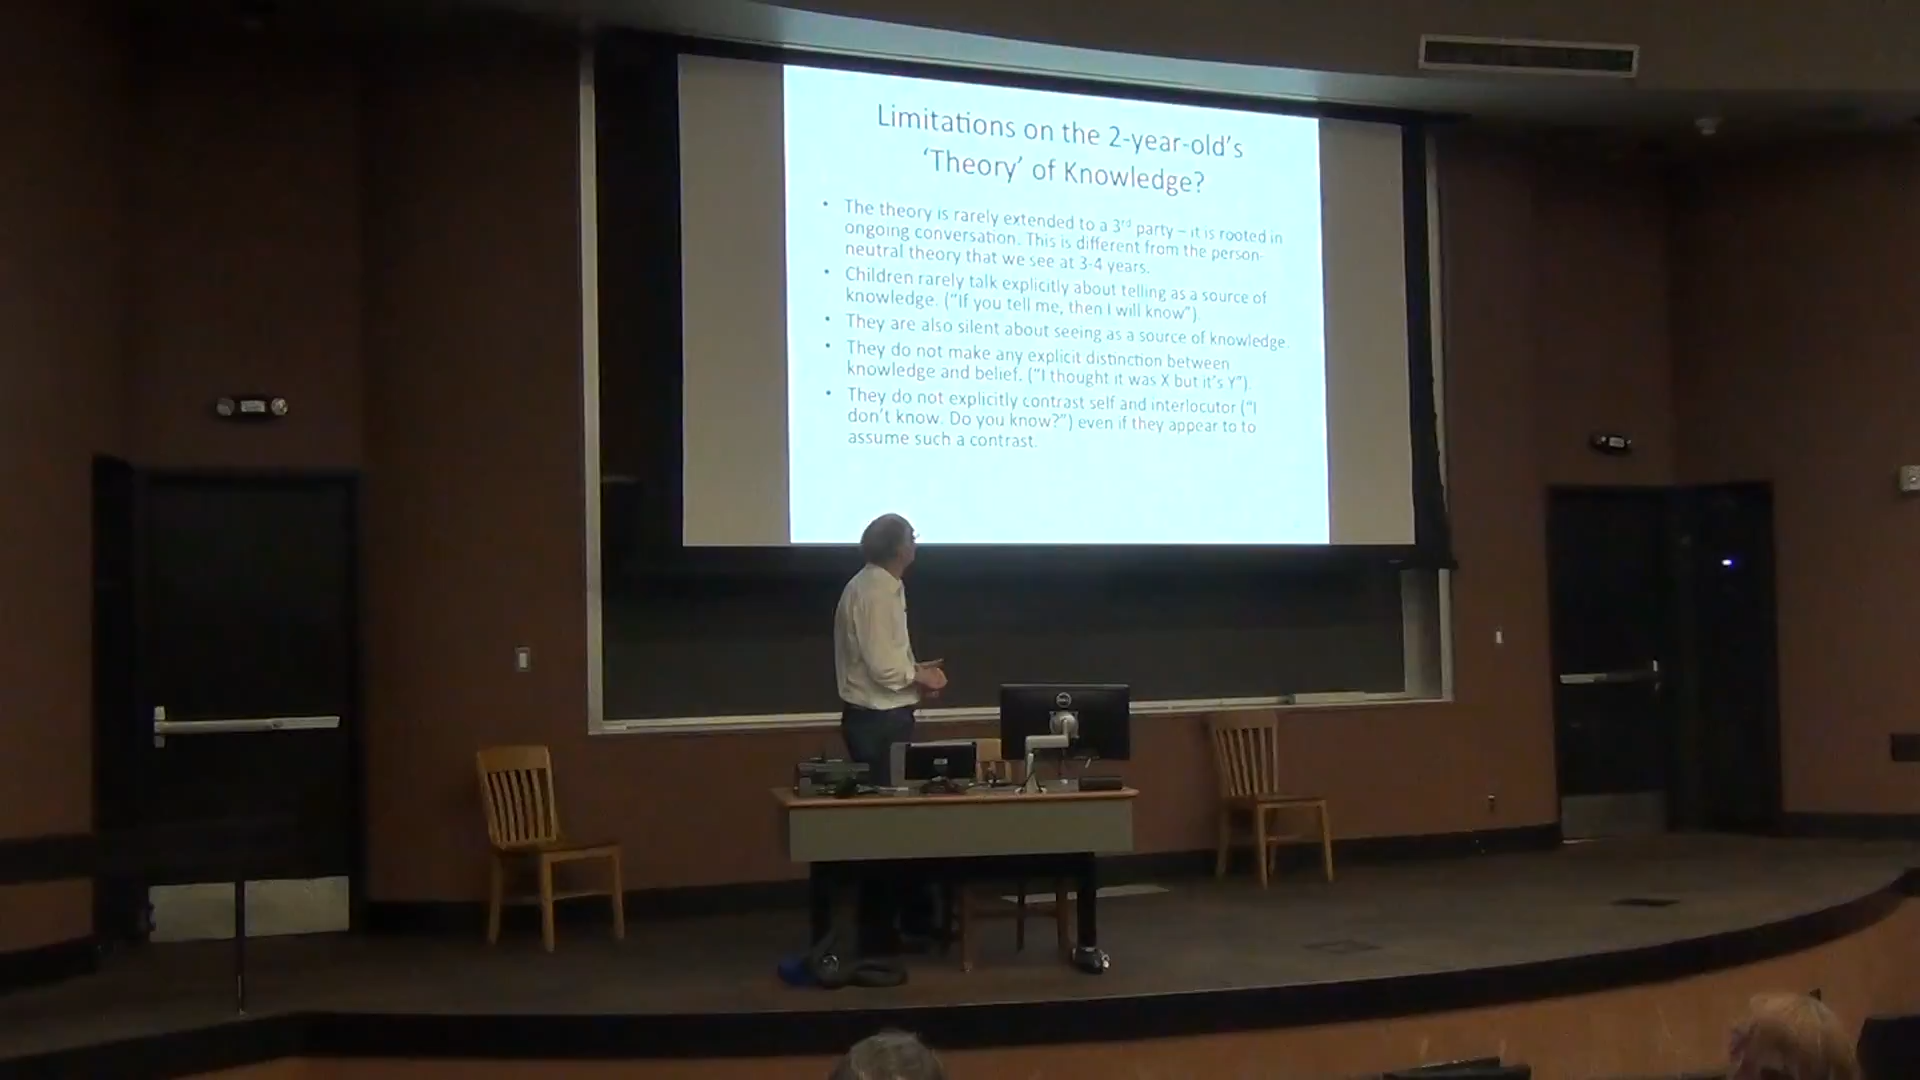 Limitations on the 2-year-old's
'Theory' of Knowledge?
• The theory is rarely extended to a 3rd party – it is rooted in
ongoing conversation. This is different from the person-
neutral theory that we see at 3-4 years.
• Children rarely talk explicitly about telling as a source of
knowledge. ("If you tell me, then I will know").
• They are also silent about seeing as a source of knowledge.
• They do not make any explicit distinction between
knowledge and belief. ("I thought it was X but it's Y").
• They do not explicitly contrast self and interlocutor ("I
don't know. Do you know?") even if they appear to to
assume such a contrast.
DELL